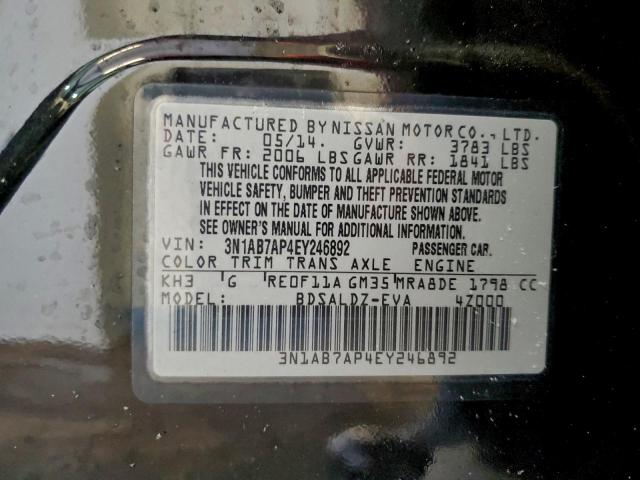 MANUFACTURED BY NISSAN MOTOR CO., LTD.
DATE: 05/14. GVWR: 3783 LBS
GAWR FR: 2006 LBS GAWR RR: 1841 LBS
THIS VEHICLE CONFORMS TO ALL APPLICABLE FEDERAL MOTOR
VEHICLE SAFETY, BUMPER AND THEFT PREVENTION STANDARDS
IN EFFECT ON THE DATE OF MANUFACTURE SHOWN ABOVE.
SEE OWNER'S MANUAL FOR ADDITIONAL INFORMATION.
VIN: 3N1AB7AP4EY246892 PASSENGER CAR.
COLOR TRIM TRANS AXLE ENGINE
KH3 G RE0F11A GM35 MRA8DE 1798 CC
MODEL: BDSALDZ-EVA 4Z000
3N1AB7AP4EY246892